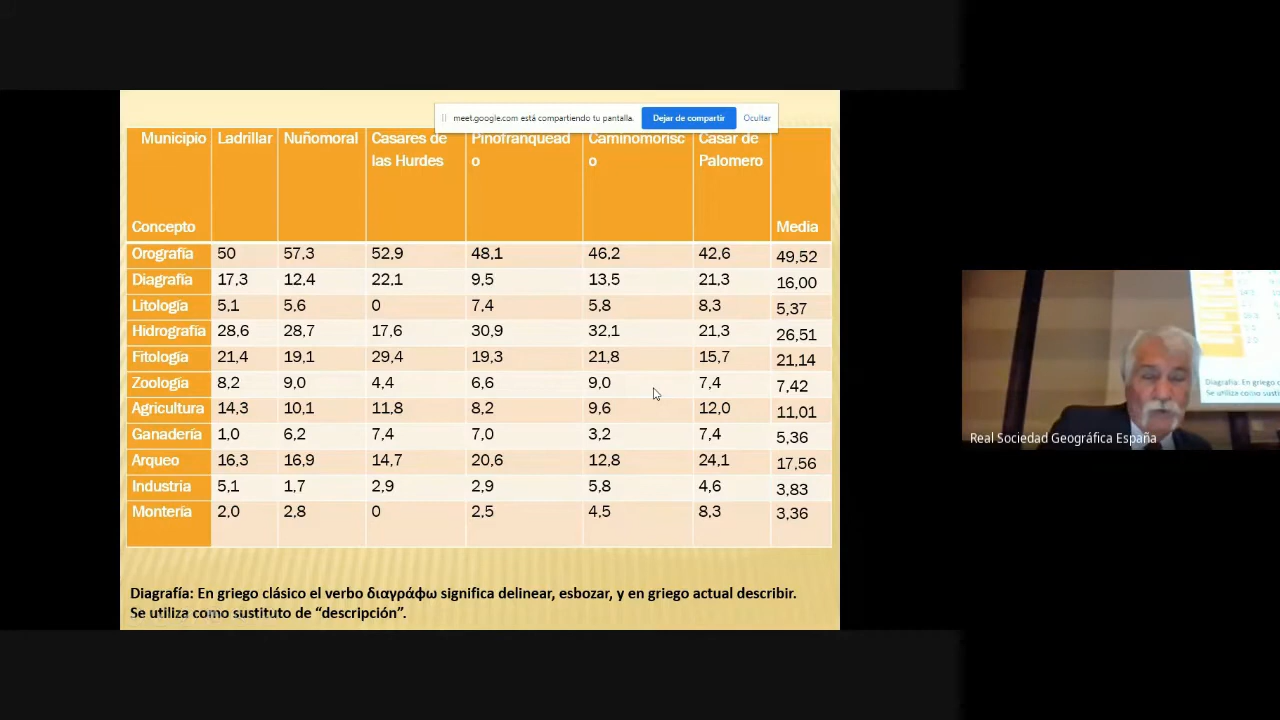 meet.google.com está compartiendo tu pantalla. Dejar de compartir Ocultar
Municipio Ladrillar Nuñomoral Casares de las Hurdes Pinofranqueado Caminomorisco Casar de Palomero
Concepto Media
Orografía 50 57,3 52,9 48,1 46,2 42,6 49,52
Diagrafía 17,3 12,4 22,1 9,5 13,5 21,3 16,00
Litología 5,1 5,6 0 7,4 5,8 8,3 5,37
Hidrografía 28,6 28,7 17,6 30,9 32,1 21,3 26,51
Fitología 21,4 19,1 29,4 19,3 21,8 15,7 21,14
Zoología 8,2 9,0 4,4 6,6 9,0 7,4 7,42
Agricultura 14,3 10,1 11,8 8,2 9,6 12,0 11,01
Ganadería 1,0 6,2 7,4 7,0 3,2 7,4 5,36
Arqueo 16,3 16,9 14,7 20,6 12,8 24,1 17,56
Industria 5,1 1,7 2,9 2,9 5,8 4,6 3,83
Montería 2,0 2,8 0 2,5 4,5 8,3 3,36
Diagrafía: En griego clásico el verbo διαγράφω significa delinear, esbozar, y en griego actual describir.
Se utiliza como sustituto de “descripción”.
Diagrafía: En griego c
Se utiliza como sustit
Real Sociedad Geográfica España